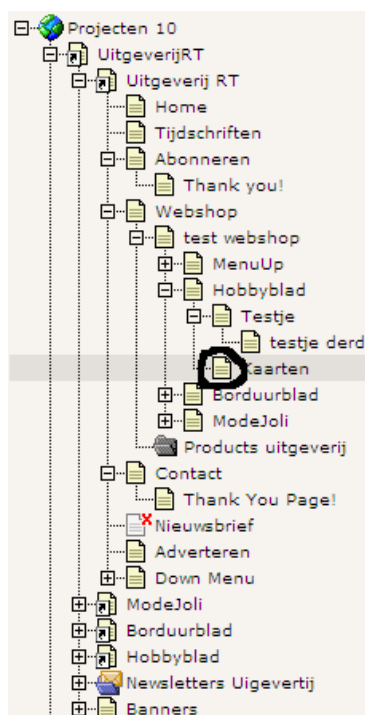 Projecten 10
UitgeverijRT
Uitgeverij RT
Home
Tijdschriften
Abonneren
Thank you!
Webshop
test webshop
MenuUp
Hobbyblad
Testje
testje derd
Kaarten
Borduurblad
ModeJoli
Products uitgeverij
Contact
Thank You Page!
Nieuwsbrief
Adverteren
Down Menu
ModeJoli
Borduurblad
Hobbyblad
Newsletters Uigevertij
Banners